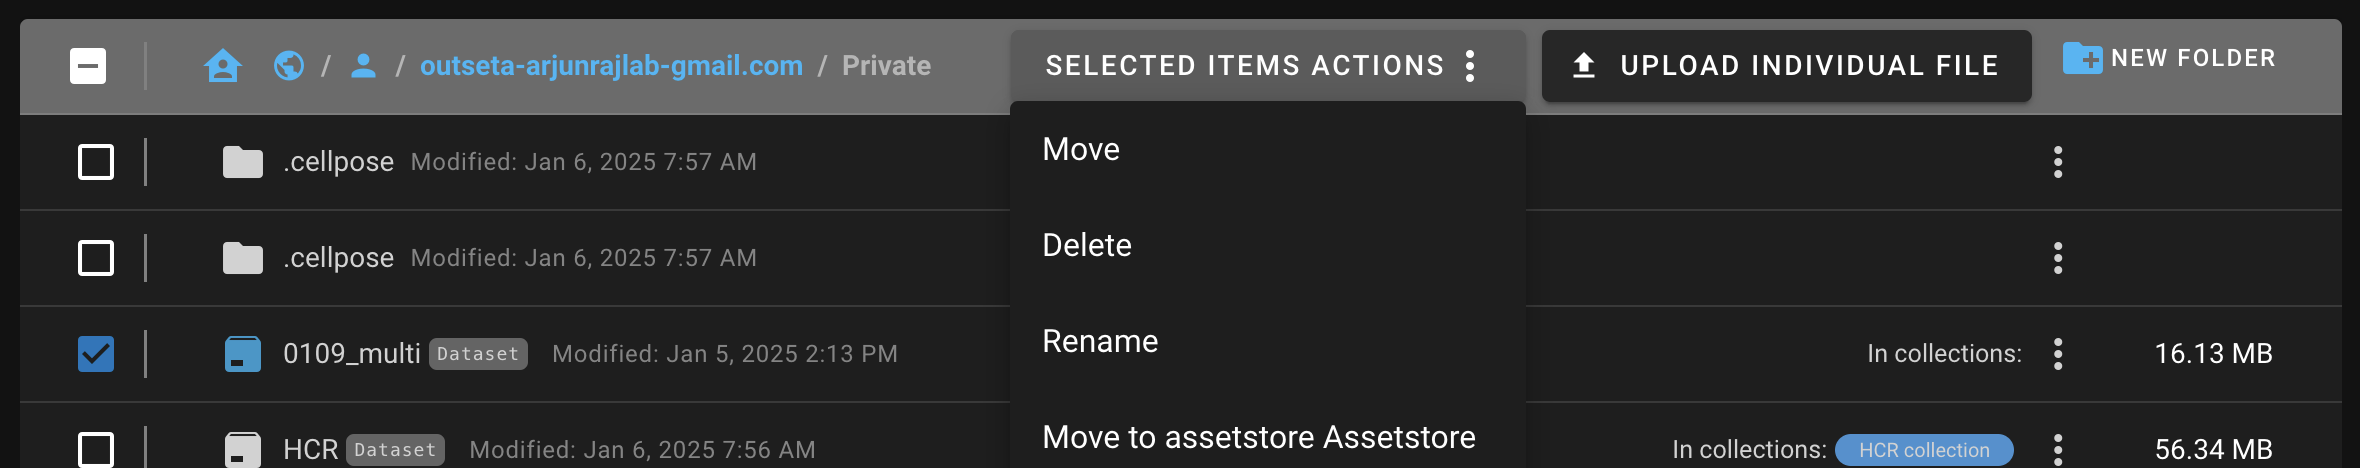 / / outseta-arjunrajlab-gmail.com / Private SELECTED ITEMS ACTIONS UPLOAD INDIVIDUAL FILE NEW FOLDER
.cellpose Modified: Jan 6, 2025 7:57 AM
Move
.cellpose Modified: Jan 6, 2025 7:57 AM
Delete
0109_multi Dataset Modified: Jan 5, 2025 2:13 PM
Rename
In collections: 16.13 MB
HCR Dataset Modified: Jan 6, 2025 7:56 AM
Move to assetstore Assetstore
In collections: HCR collection 56.34 MB